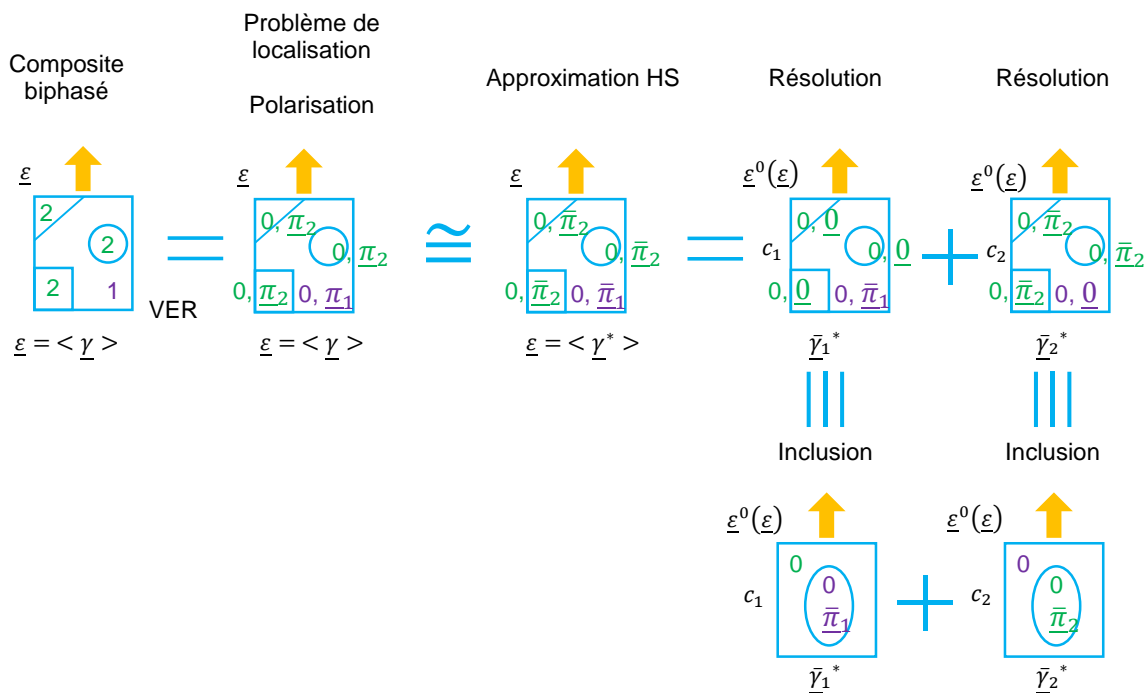 Composite
biphasé
Problème de
localisation
Polarisation
Approximation HS
Résolution
Résolution
ε
ε
ε
ε⁰(ε)
ε⁰(ε)
2
2
2
1
VER
0, π₂
0, π₂
0, π̅₂
0, π₁
≅
0, π̅₂
0, π̅₂
0, π̅₂
0, π̅₁
=
c₁
0, 0
0, 0
0, 0
0, π̅₁
+
c₂
0, π̅₂
0, π̅₂
0, π̅₂
0, 0
ε = < γ >
ε = < γ >
ε = < γ* >
γ̅₁*
γ̅₂*
Inclusion
Inclusion
ε⁰(ε)
ε⁰(ε)
c₁
0
0
π̅₁
+
c₂
0
0
π̅₂
γ̅₁*
γ̅₂*